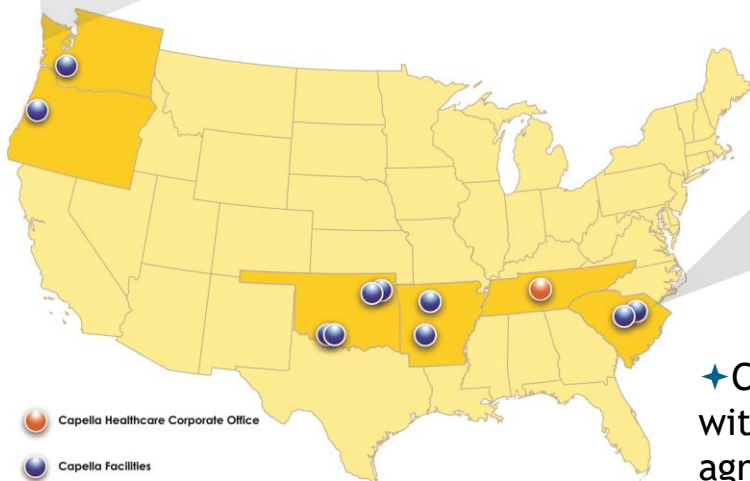 Capella Healthcare Corporate Office
Capella Facilities
✦C
wit
agr